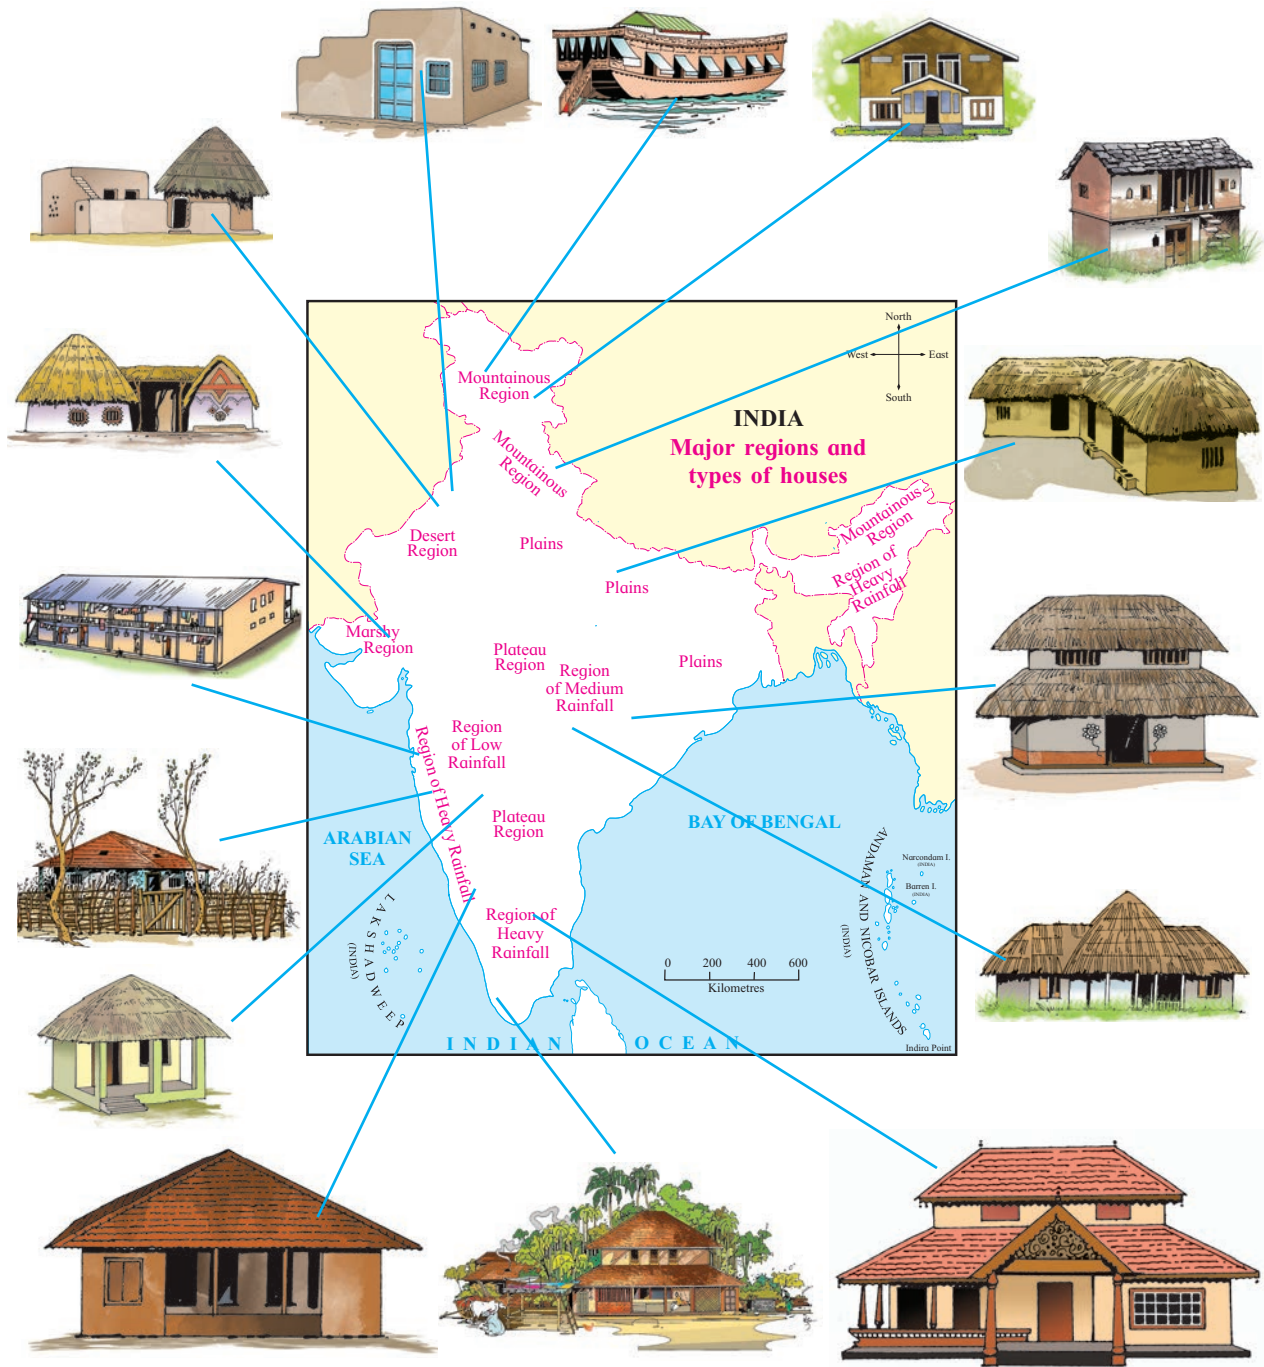 North
West
East
South
INDIA
Major regions and
types of houses
Mountainous
Region
Mountainous
Region
Mountainous
Region
Region of
Heavy
Rainfall
Desert
Region
Plains
Plains
Marshy
Region
Plateau
Region
Region
of Medium
Rainfall
Plains
Region
of Low
Rainfall
Region of Heavy Rainfall
Plateau
Region
ARABIAN
SEA
BAY OF BENGAL
Region of
Heavy
Rainfall
LAKSHADWEEP
(INDIA)
ANDAMAN AND NICOBAR ISLANDS
(INDIA)
Narcondam I.
(INDIA)
Barren I.
(INDIA)
0 200 400 600
Kilometres
INDIAN OCEAN
Indira Point